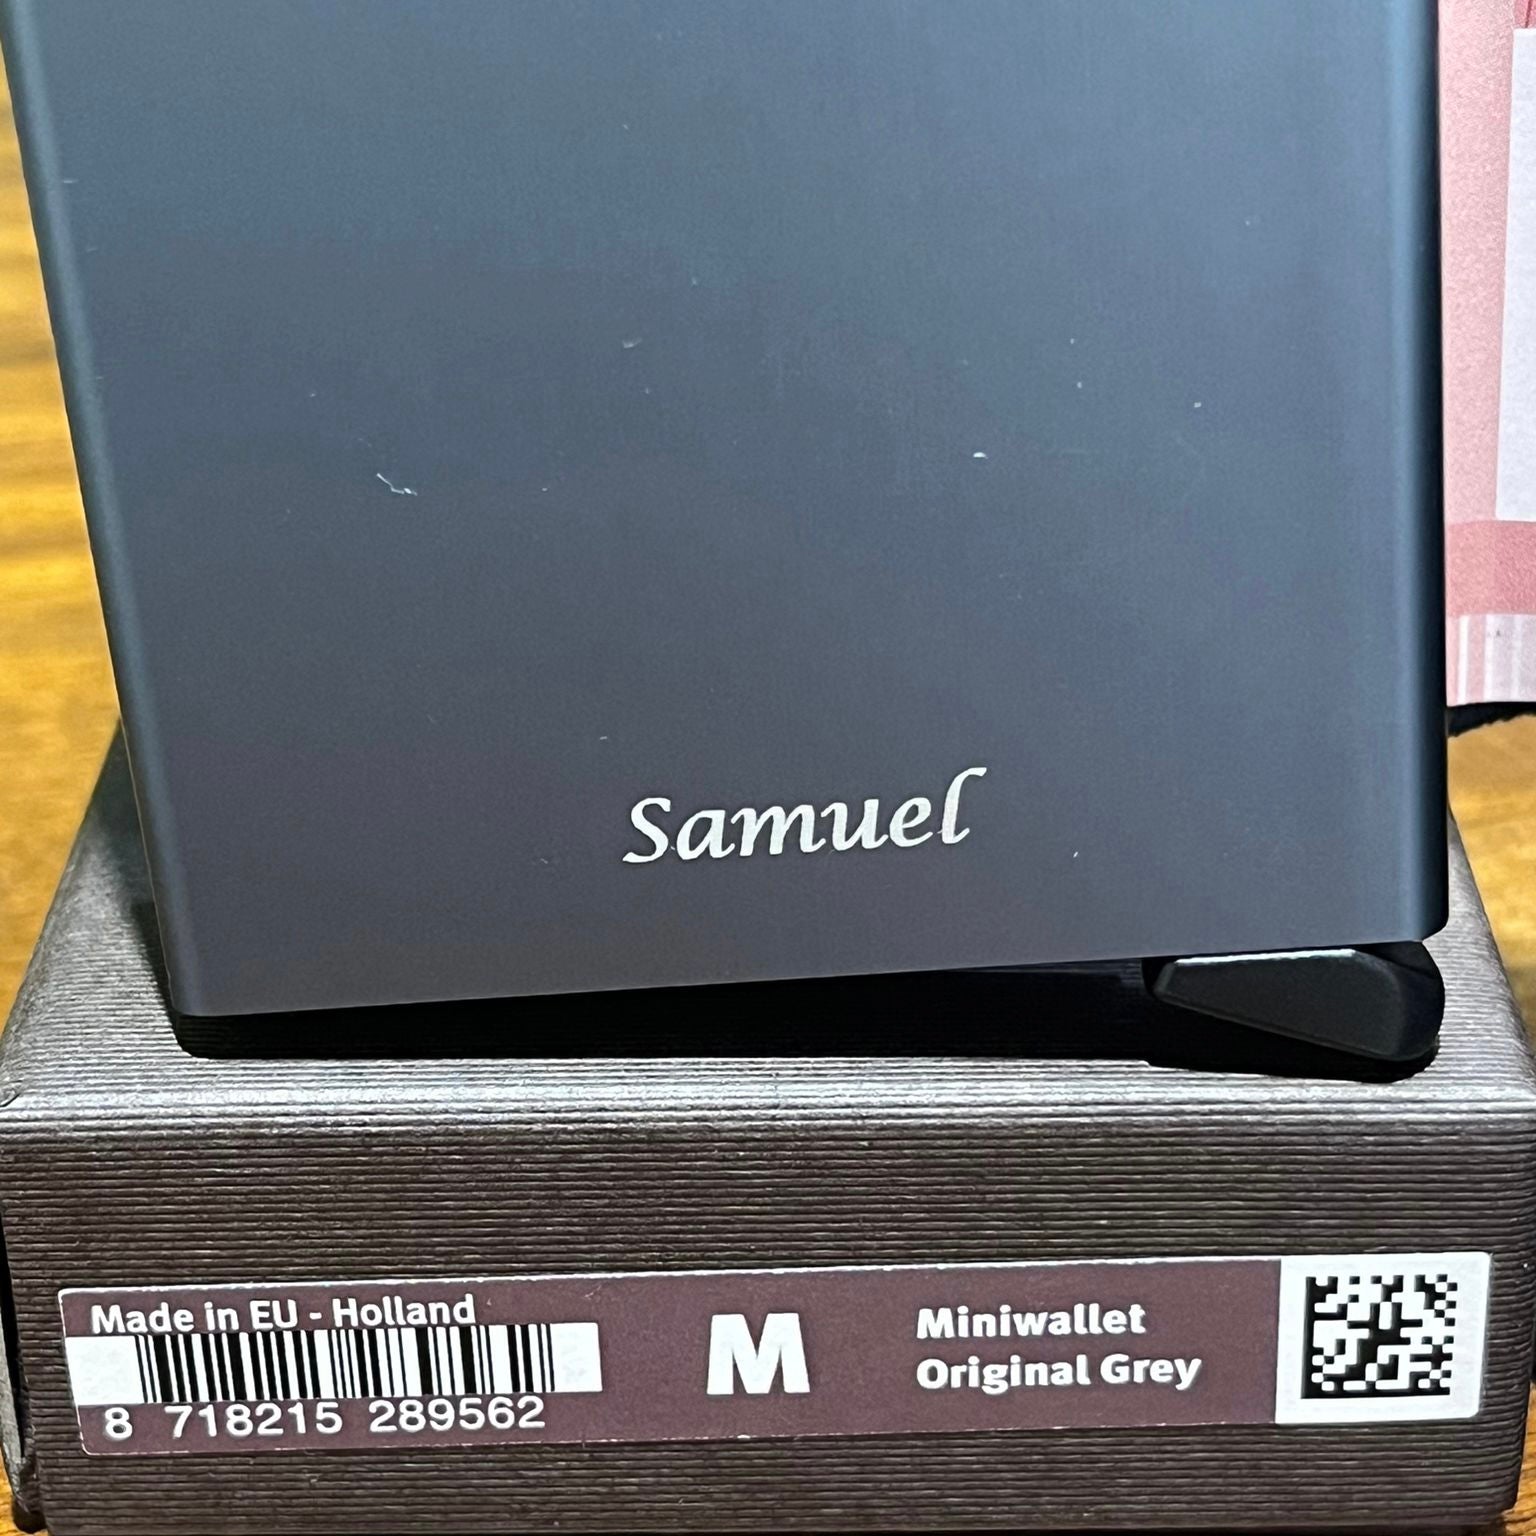 Samuel
Made in EU - Holland
8 718215 289562
M
Miniwallet
Original Grey